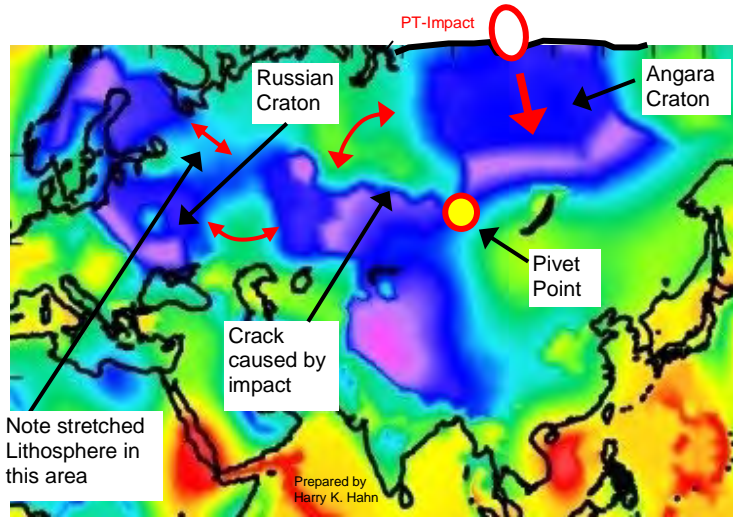 PT-Impact
Russian
Craton
Angara
Craton
Pivet
Point
Crack
caused by
impact
Note stretched
Lithosphere in
this area
Prepared by
Harry K. Hahn